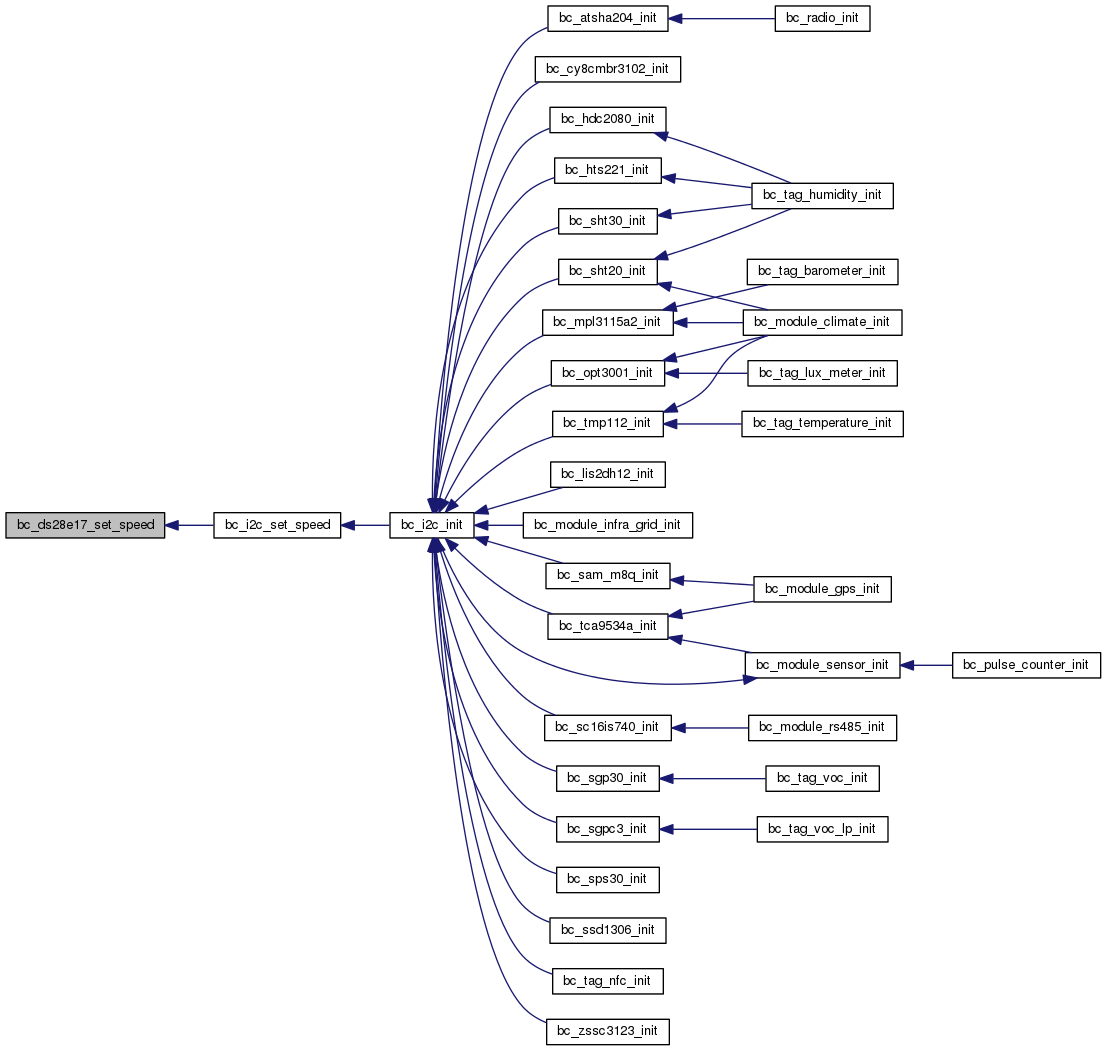 bc_atsha204_init
bc_radio_init
bc_cy8cmbr3102_init
bc_hdc2080_init
bc_hts221_init
bc_tag_humidity_init
bc_sht30_init
bc_sht20_init
bc_tag_barometer_init
bc_mpl3115a2_init
bc_module_climate_init
bc_opt3001_init
bc_tag_lux_meter_init
bc_tmp112_init
bc_tag_temperature_init
bc_lis2dh12_init
bc_ds28e17_set_speed
bc_i2c_set_speed
bc_i2c_init
bc_module_infra_grid_init
bc_sam_m8q_init
bc_module_gps_init
bc_tca9534a_init
bc_module_sensor_init
bc_pulse_counter_init
bc_sc16is740_init
bc_module_rs485_init
bc_sgp30_init
bc_tag_voc_init
bc_sgpc3_init
bc_tag_voc_lp_init
bc_sps30_init
bc_ssd1306_init
bc_tag_nfc_init
bc_zssc3123_init